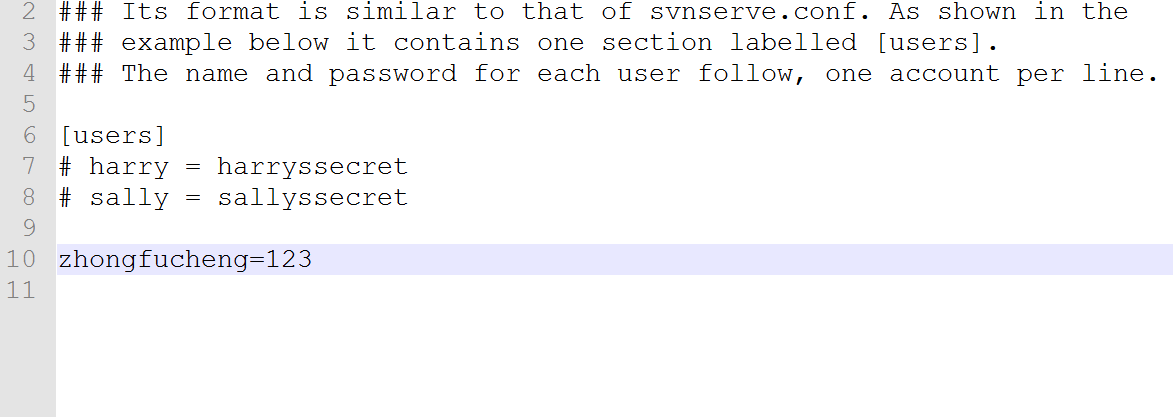 2 ### Its format is similar to that of svnserve.conf. As shown in the
3 ### example below it contains one section labelled [users].
4 ### The name and password for each user follow, one account per line.
5
6 [users]
7 # harry = harryssecret
8 # sally = sallyssecret
9
10 zhongfucheng=123
11